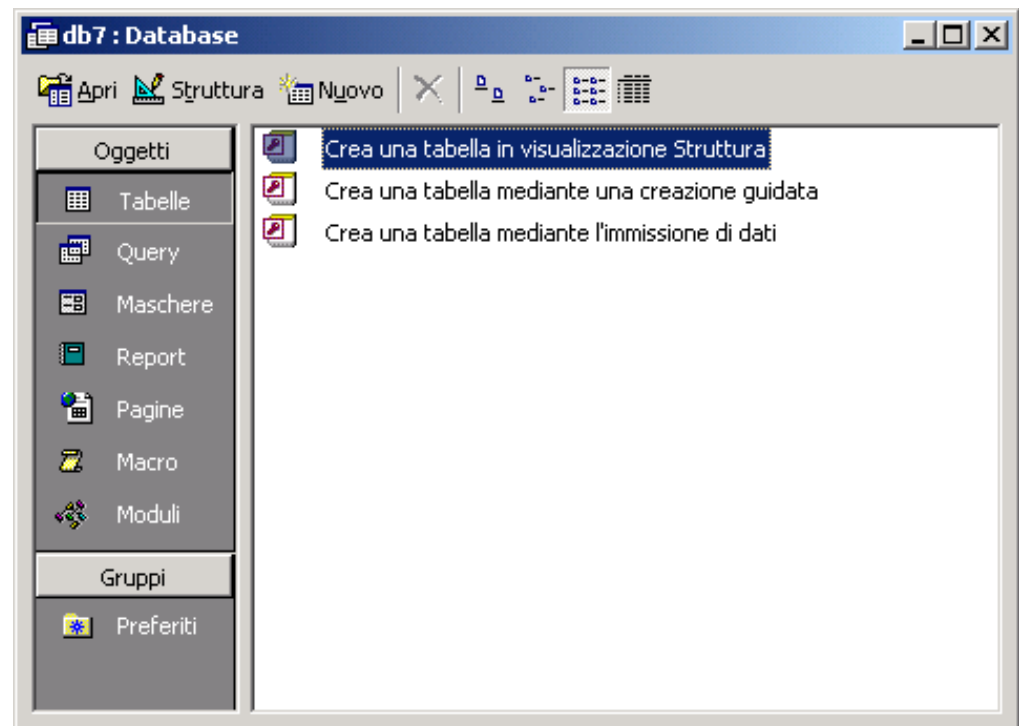 db7 : Database
Apri Struttura Nuovo
Oggetti
Tabelle
Query
Maschere
Report
Pagine
Macro
Moduli
Gruppi
Preferiti
Crea una tabella in visualizzazione Struttura
Crea una tabella mediante una creazione guidata
Crea una tabella mediante l'immissione di dati